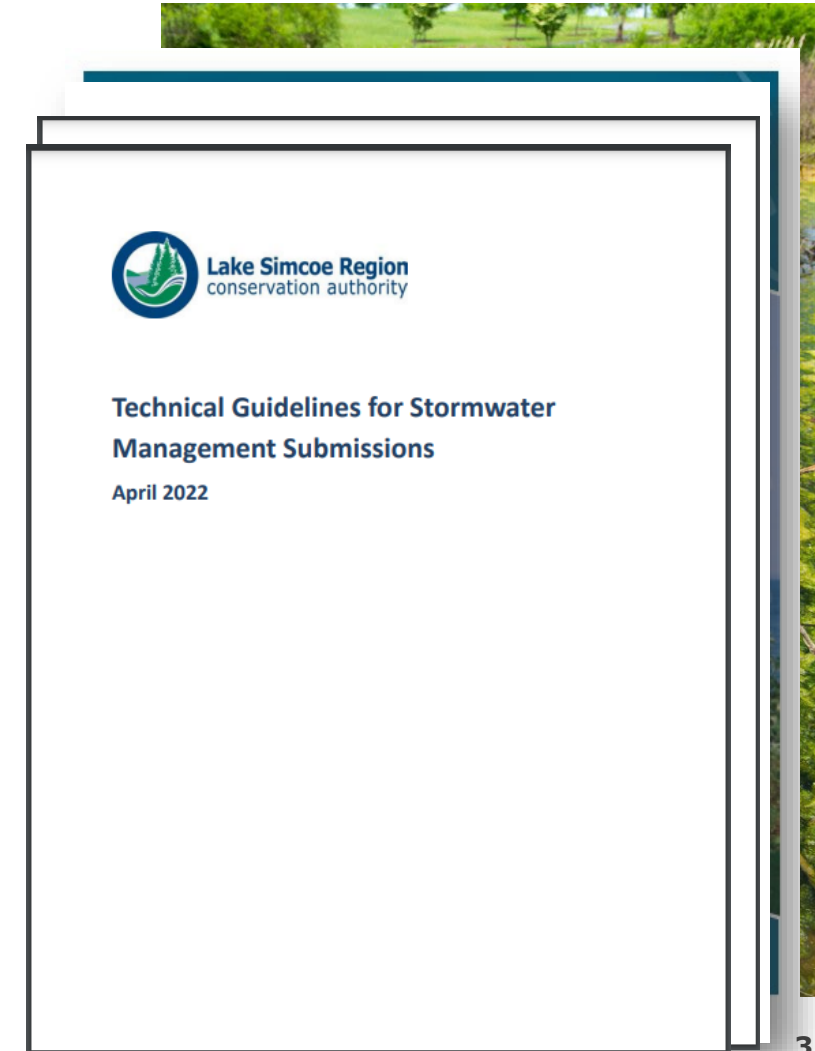 Lake Simcoe Region
conservation authority
Technical Guidelines for Stormwater
Management Submissions
April 2022
3